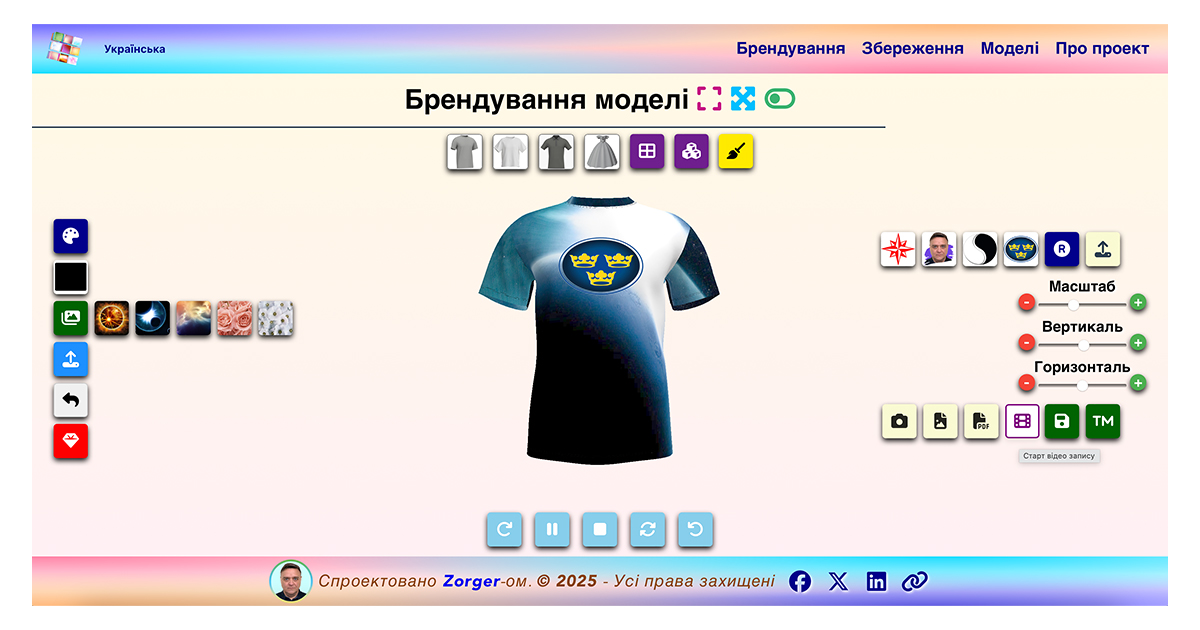 Українська
Брендування Збереження Моделі Про проект
Брендування моделі
R
Масштаб
Вертикаль
Горизонталь
PDF
TM
Старт відео запису
Спроектовано Zorger-ом. © 2025 - Усі права захищені